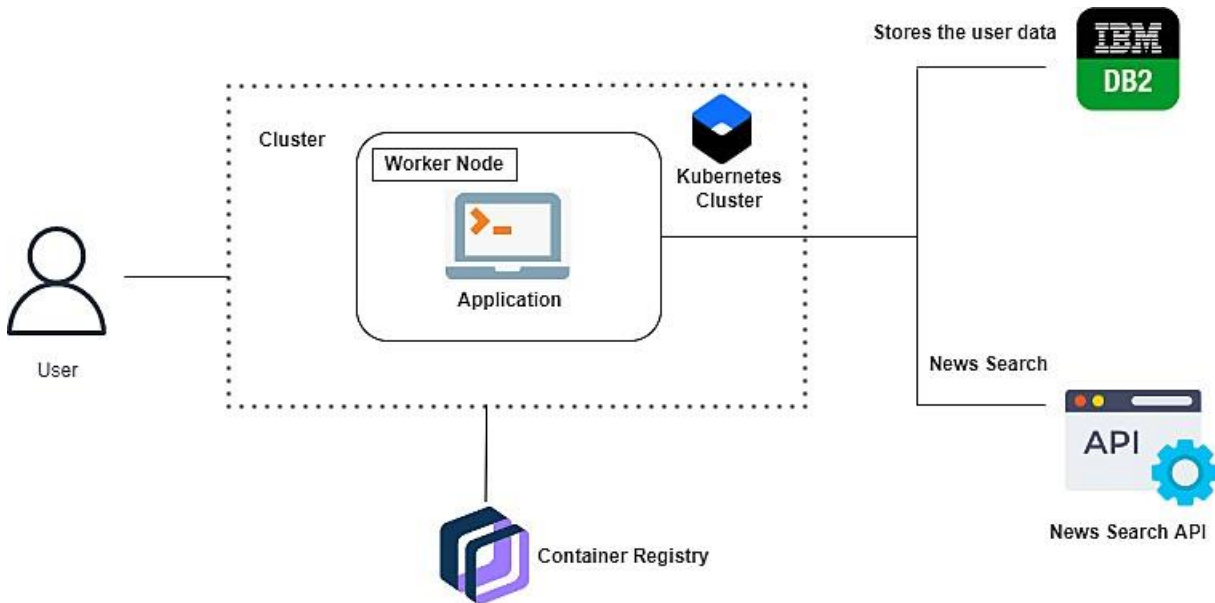 Stores the user data
IBM
DB2
Cluster
Worker Node
Kubernetes
Cluster
Application
User
News Search
API
News Search API
Container Registry